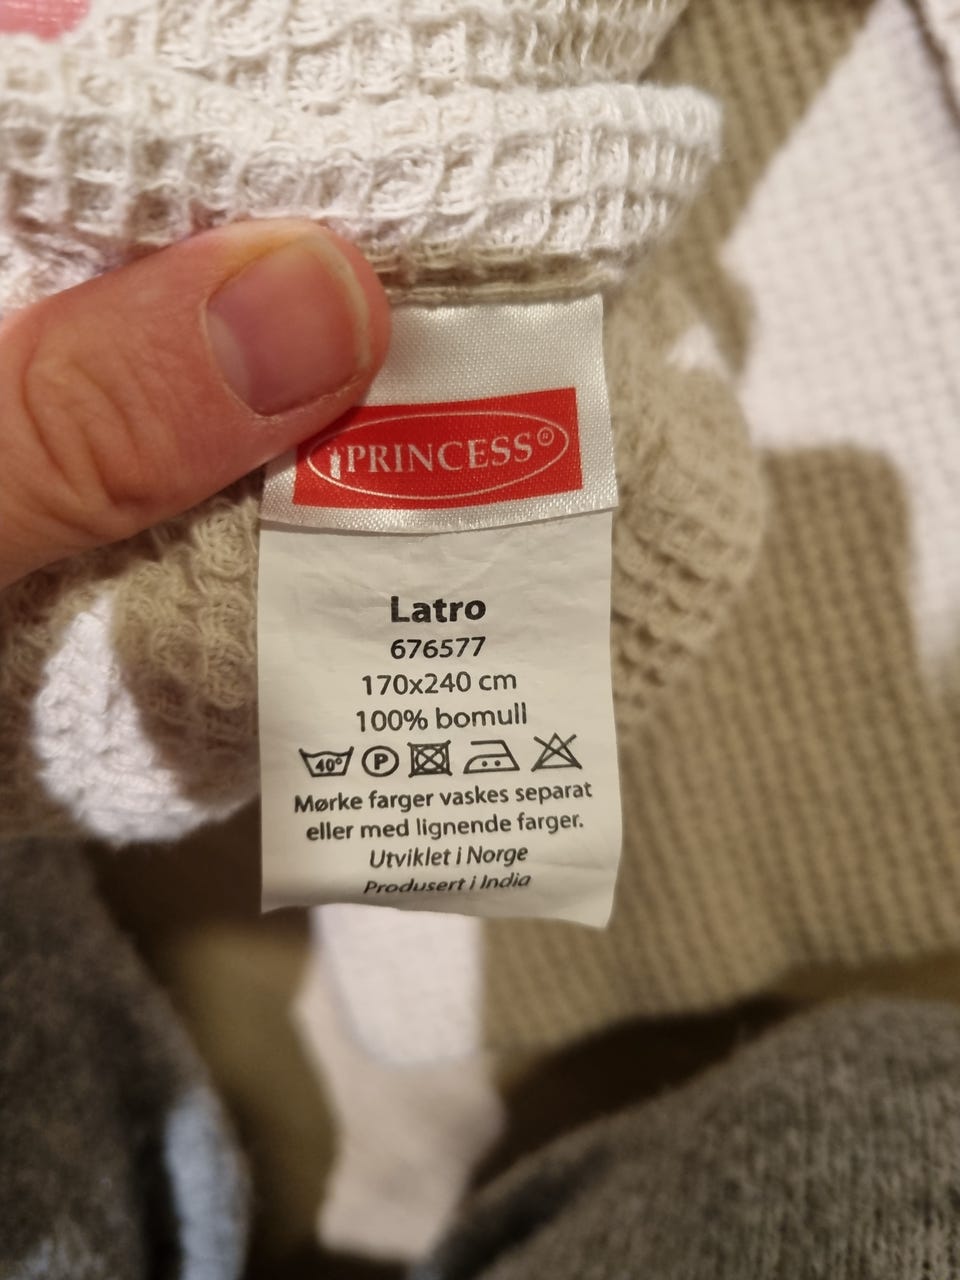 PRINCESS®
Latro
676577
170x240 cm
100% bomull
40° P
Mørke farger vaskes separat
eller med lignende farger.
Utviklet i Norge
Produsert i India